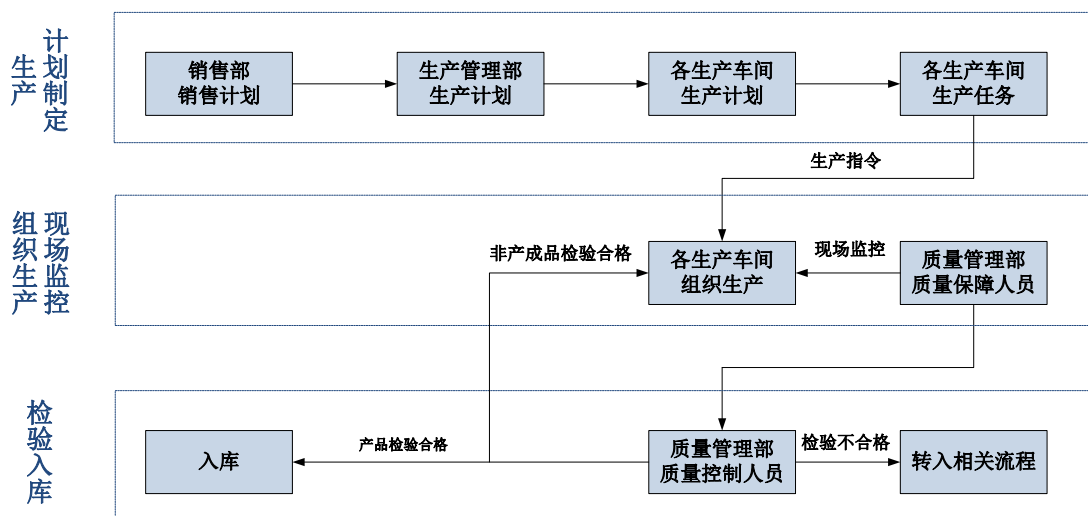 生产
计划制定
销售部
销售计划
生产管理部
生产计划
各生产车间
生产计划
各生产车间
生产任务
生产指令
组织生产
现场监控
非产成品检验合格
各生产车间
组织生产
现场监控
质量管理部
质量保障人员
检验入库
入库
产品检验合格
质量管理部
质量控制人员
检验不合格
转入相关流程